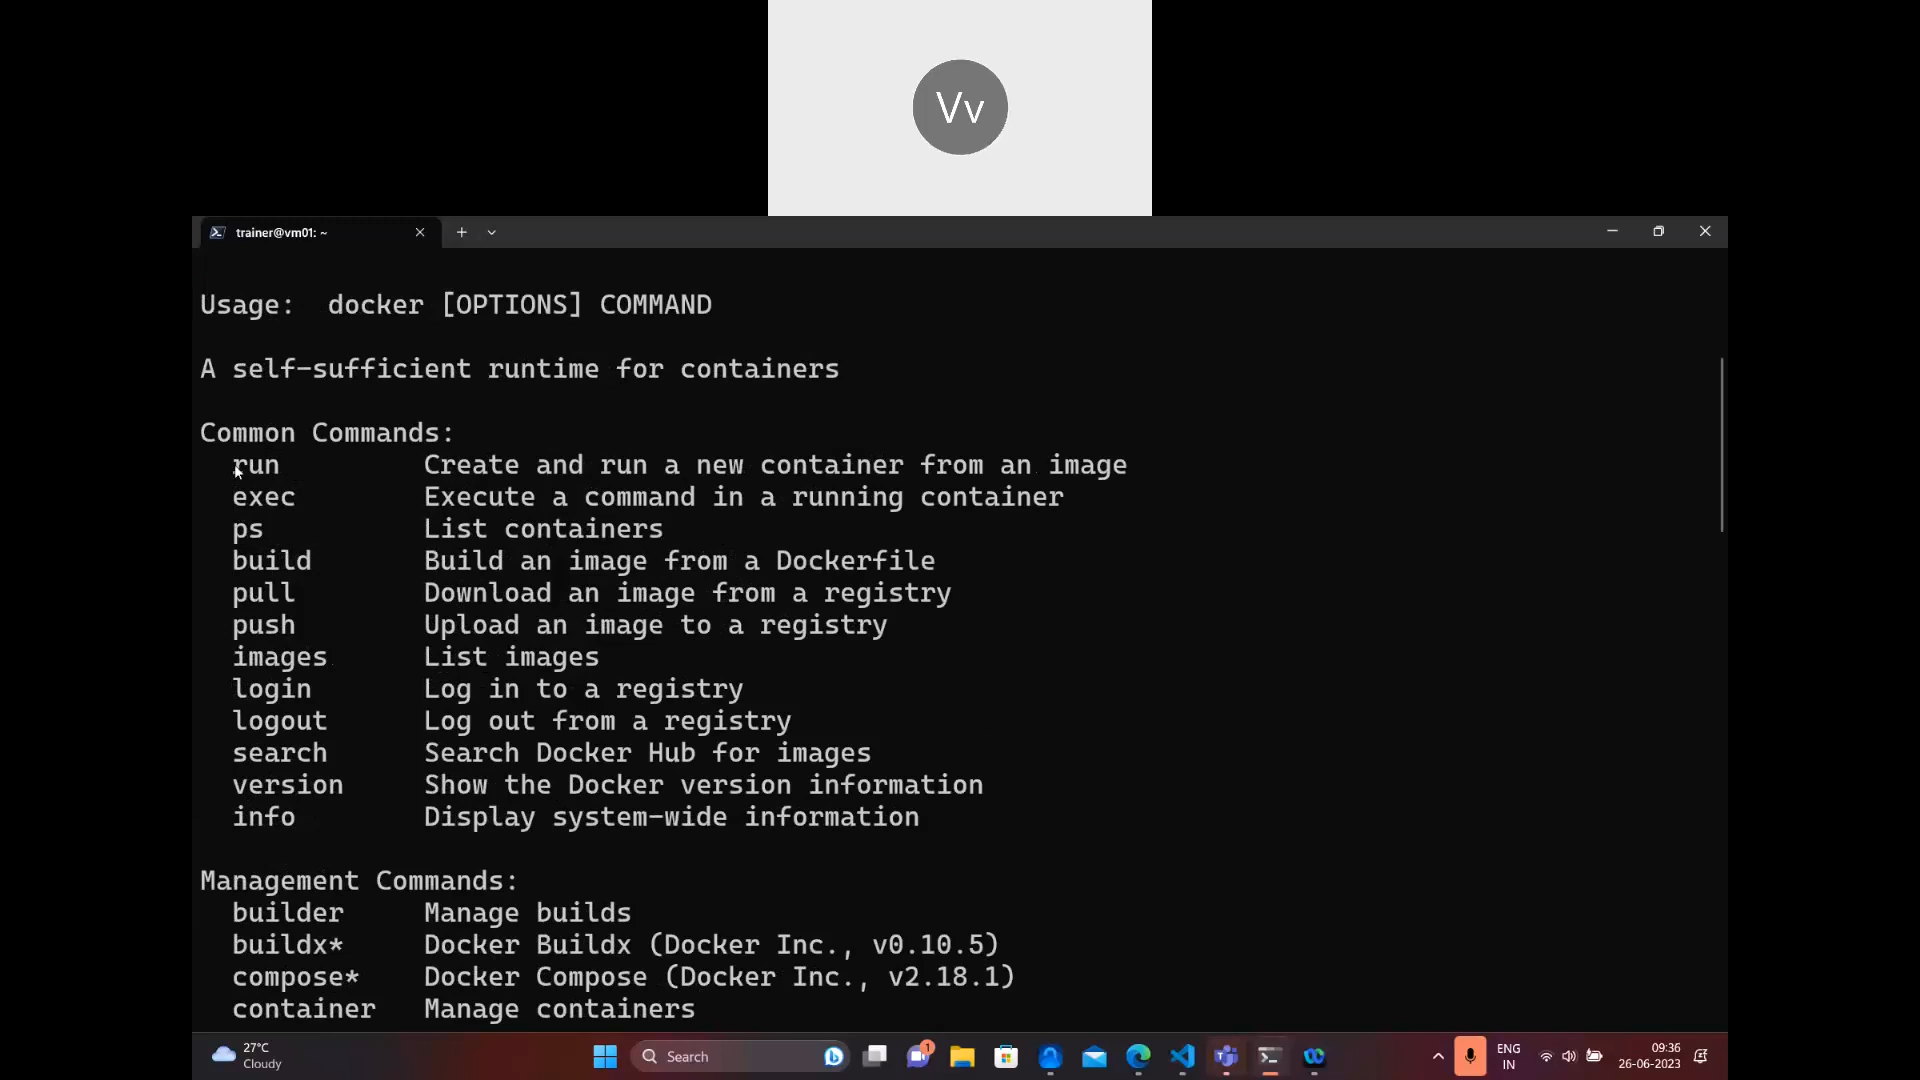 Vv
trainer@vm01: ~
Usage:  docker [OPTIONS] COMMAND
A self-sufficient runtime for containers
Common Commands:
run         Create and run a new container from an image
exec        Execute a command in a running container
ps          List containers
build       Build an image from a Dockerfile
pull        Download an image from a registry
push        Upload an image to a registry
images      List images
login       Log in to a registry
logout      Log out from a registry
search      Search Docker Hub for images
version     Show the Docker version information
info        Display system-wide information
Management Commands:
builder     Manage builds
buildx*     Docker Buildx (Docker Inc., v0.10.5)
compose*    Docker Compose (Docker Inc., v2.18.1)
container   Manage containers
27°C
Cloudy
Search
1
ENG
IN
09:36
26-06-2023